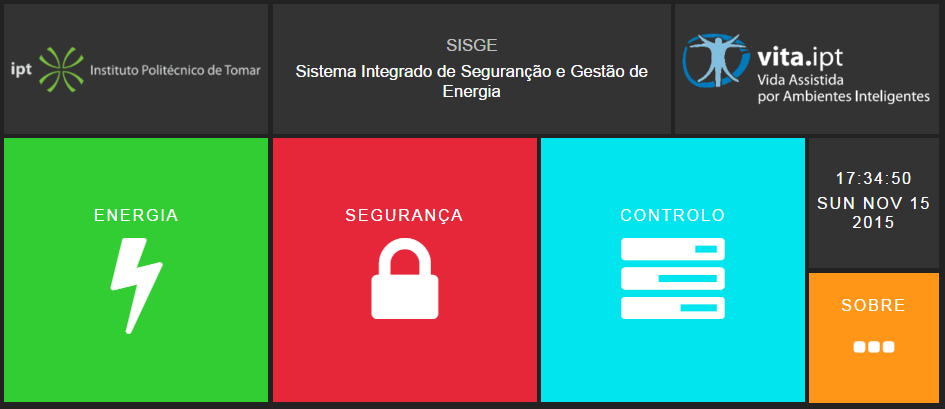 ipt Instituto Politécnico de Tomar
SISGE
Sistema Integrado de Seguranção e Gestão de
Energia
vita.ipt
Vida Assistida
por Ambientes Inteligentes
ENERGIA
SEGURANÇA
CONTROLO
17:34:50
SUN NOV 15
2015
SOBRE